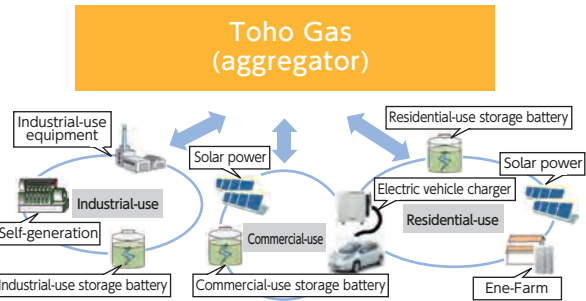 Toho Gas
(aggregator)
Industrial-use
equipment
Residential-use storage battery
Solar power
Solar power
Electric vehicle charger
Industrial-use
Commercial-use
Residential-use
Self-generation
Industrial-use storage battery
Commercial-use storage battery
Ene-Farm